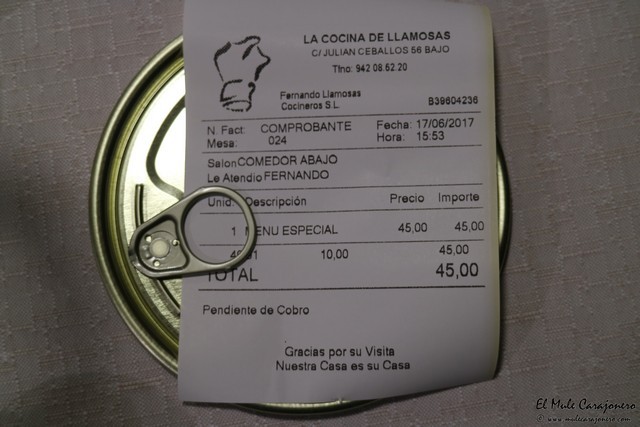 LA COCINA DE LLAMOSAS
C/ JULIAN CEBALLOS 56 BAJO
Tfno: 942 08.62.20
Fernando Llamosas
Cocineros S.L.
B39604236
N. Fact: COMPROBANTE Fecha: 17/06/2017
Mesa: 024 Hora: 15:53
Salon COMEDOR ABAJO
Le Atendio FERNANDO
Unid. Descripción Precio Importe
1 MENU ESPECIAL 45,00 45,00
10,00 45,00
TOTAL 45,00
Pendiente de Cobro
Gracias por su Visita
Nuestra Casa es su Casa
El Mule Carajonero
© www.mulecarajonero.com